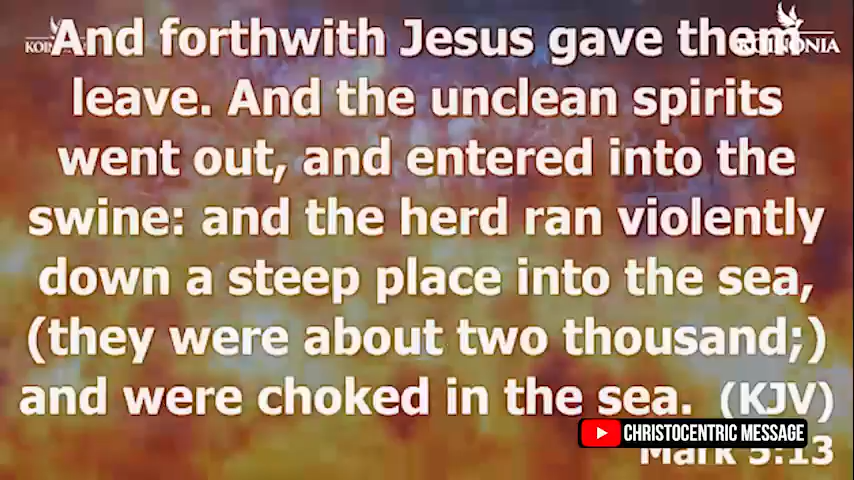 And forthwith Jesus gave them
leave. And the unclean spirits
went out, and entered into the
swine: and the herd ran violently
down a steep place into the sea,
(they were about two thousand;)
and were choked in the sea. (KJV)
CHRISTOCENTRIC MESSAGE
Mark 5:13